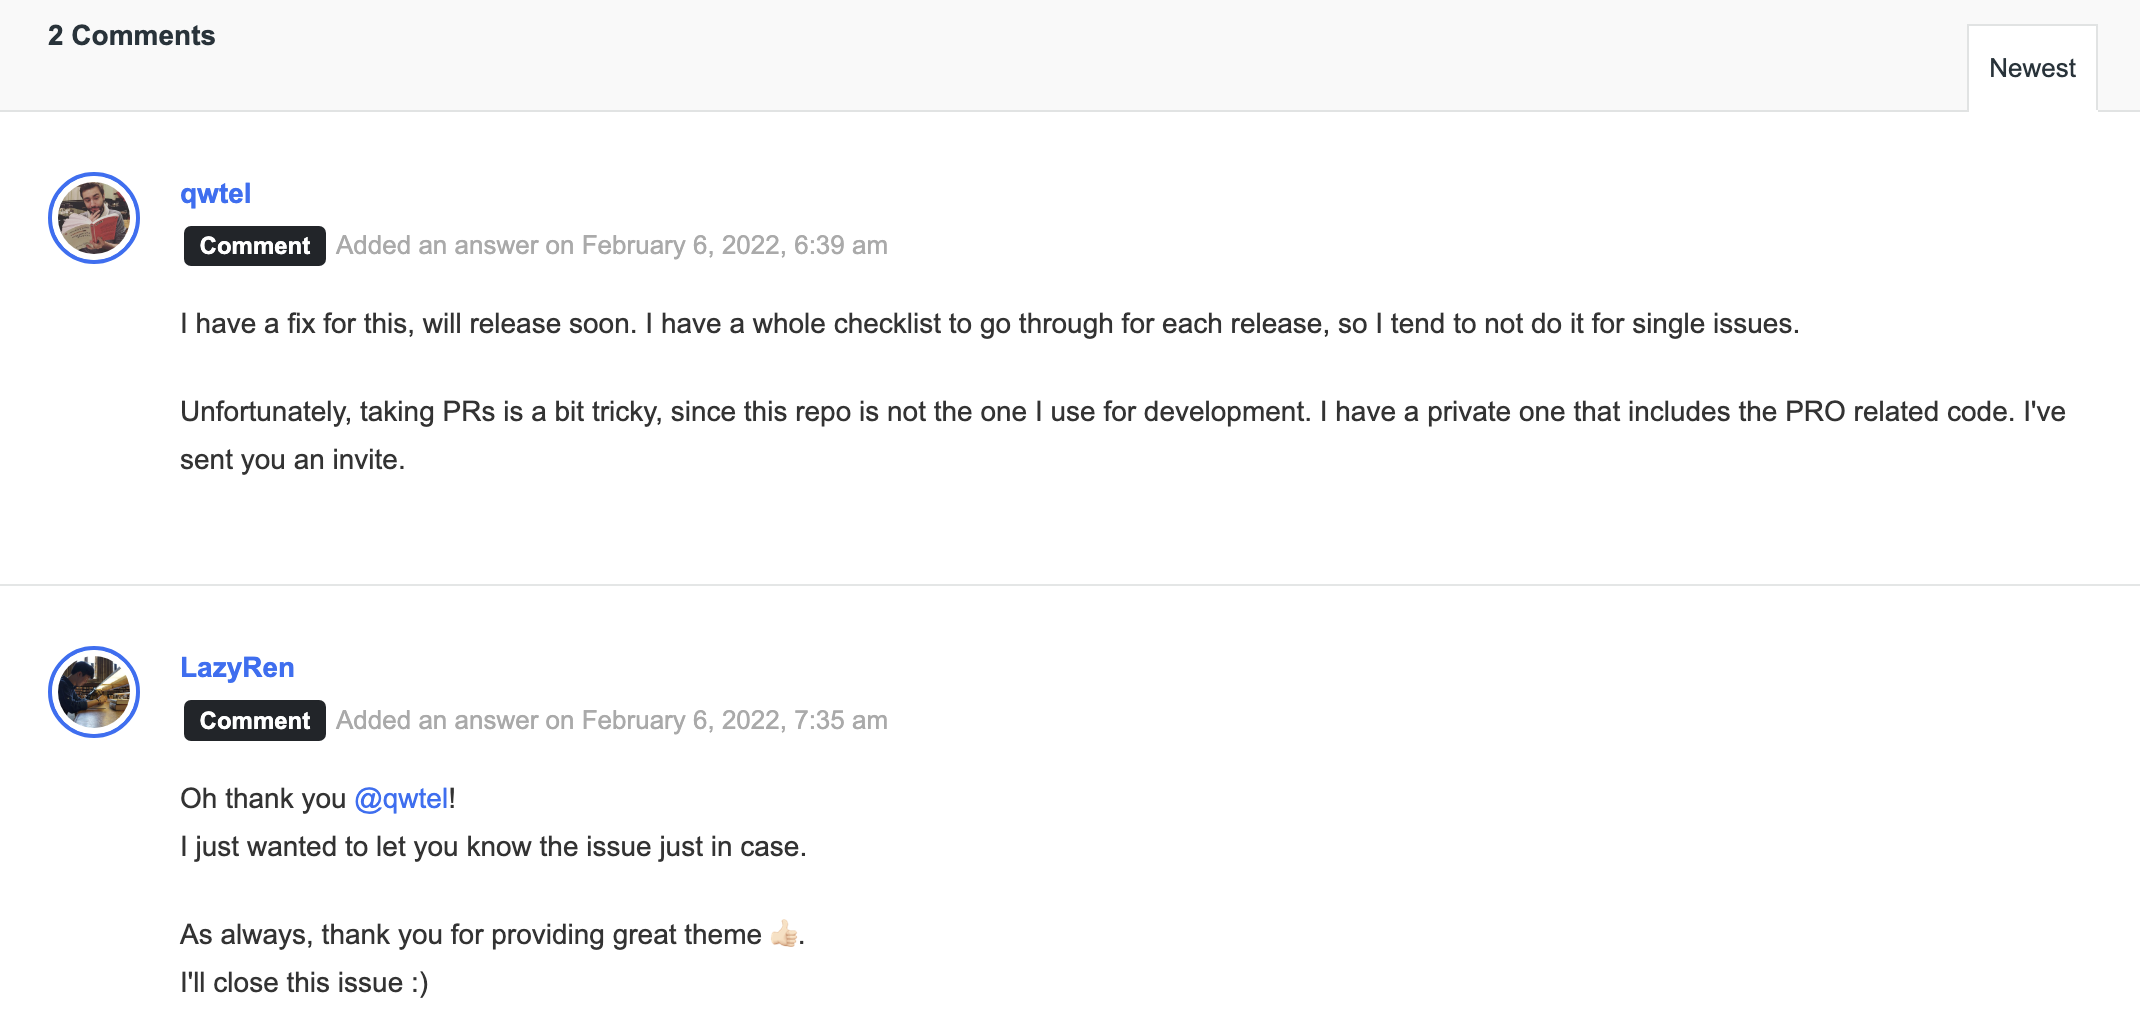 2 Comments
Newest
qwtel
Comment Added an answer on February 6, 2022, 6:39 am
I have a fix for this, will release soon. I have a whole checklist to go through for each release, so I tend to not do it for single issues.
Unfortunately, taking PRs is a bit tricky, since this repo is not the one I use for development. I have a private one that includes the PRO related code. I've
sent you an invite.
LazyRen
Comment Added an answer on February 6, 2022, 7:35 am
Oh thank you @qwtel!
I just wanted to let you know the issue just in case.
As always, thank you for providing great theme 👍🏻.
I'll close this issue :)